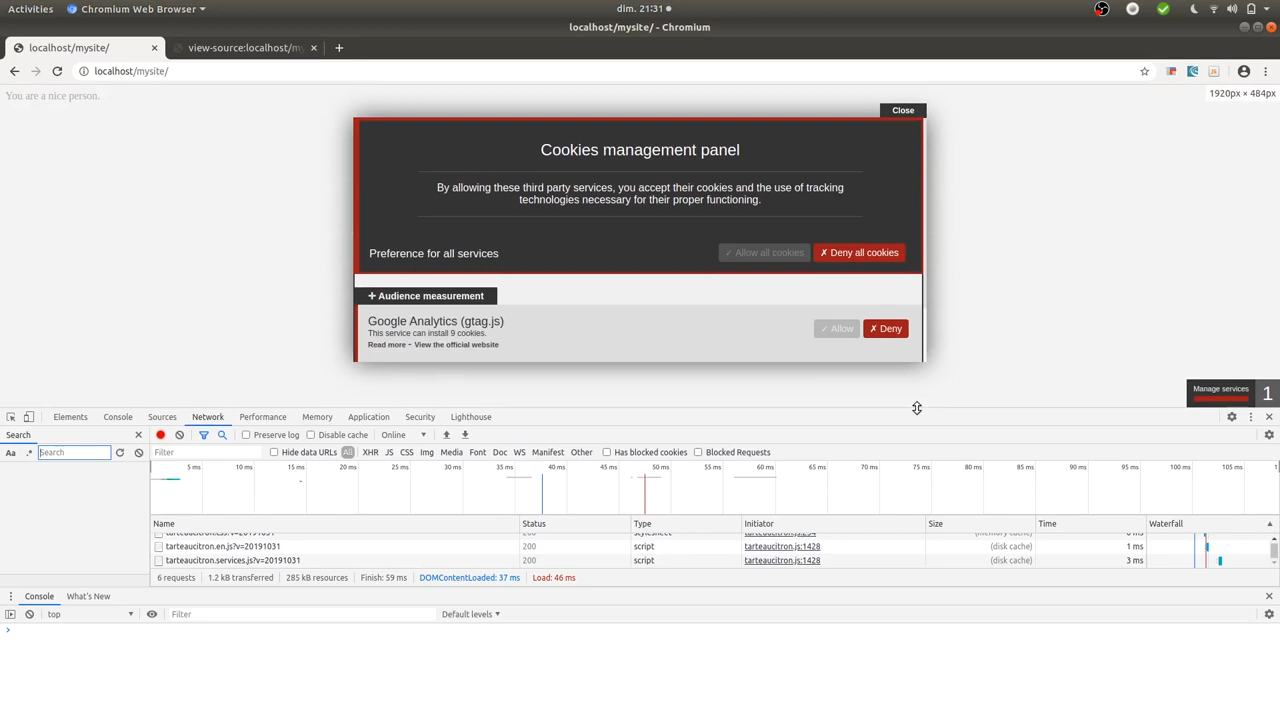 Activities Chromium Web Browser dim. 21:31
localhost/mysite/ - Chromium
localhost/mysite/ view-source:localhost/my
localhost/mysite/
You are a nice person.
1920px × 484px
Close
Cookies management panel
By allowing these third party services, you accept their cookies and the use of tracking
technologies necessary for their proper functioning.
Preference for all services ✓ Allow all cookies ✗ Deny all cookies
+ Audience measurement
Google Analytics (gtag.js)
This service can install 9 cookies.
Read more - View the official website
✓ Allow ✗ Deny
Manage services 1
Elements Console Sources Network Performance Memory Application Security Lighthouse
Search
Preserve log Disable cache Online
Aa .* Search
Filter Hide data URLs All XHR JS CSS Img Media Font Doc WS Manifest Other Has blocked cookies Blocked Requests
5 ms 10 ms 15 ms 20 ms 25 ms 30 ms 35 ms 40 ms 45 ms 50 ms 55 ms 60 ms 65 ms 70 ms 75 ms 80 ms 85 ms 90 ms 95 ms 100 ms 105 ms
Name Status Type Initiator Size Time Waterfall
tarteaucitron.en.js?v=20191031 200 script tarteaucitron.js:1428 (disk cache) 1 ms
tarteaucitron.services.js?v=20191031 200 script tarteaucitron.js:1428 (disk cache) 3 ms
6 requests 1.2 kB transferred 285 kB resources Finish: 59 ms DOMContentLoaded: 37 ms Load: 46 ms
Console What's New
top Filter Default levels